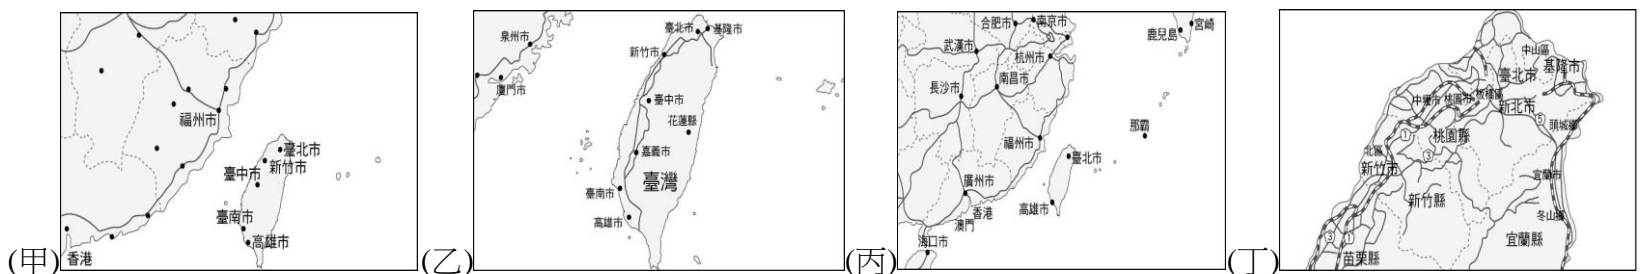 (甲)
福州市
臺北市
新竹市
臺中市
臺南市
高雄市
香港
(乙)
臺北市
基隆市
泉州市
新竹市
廈門市
臺中市
花蓮縣
嘉義市
臺灣
臺南市
高雄市
(丙)
合肥市
南京市
鹿兒島
宮崎
武漢市
杭州市
南昌市
長沙市
那霸
福州市
臺北市
廣州市
香港
澳門
高雄市
海口市
(丁)
中山區
基隆市
臺北市
中壢市
桃園市
板橋區
新北市
5
頭城鎮
1
桃園縣
北區
3
新竹市
宜蘭市
新竹縣
冬山鄉
3
1
宜蘭縣
苗栗縣